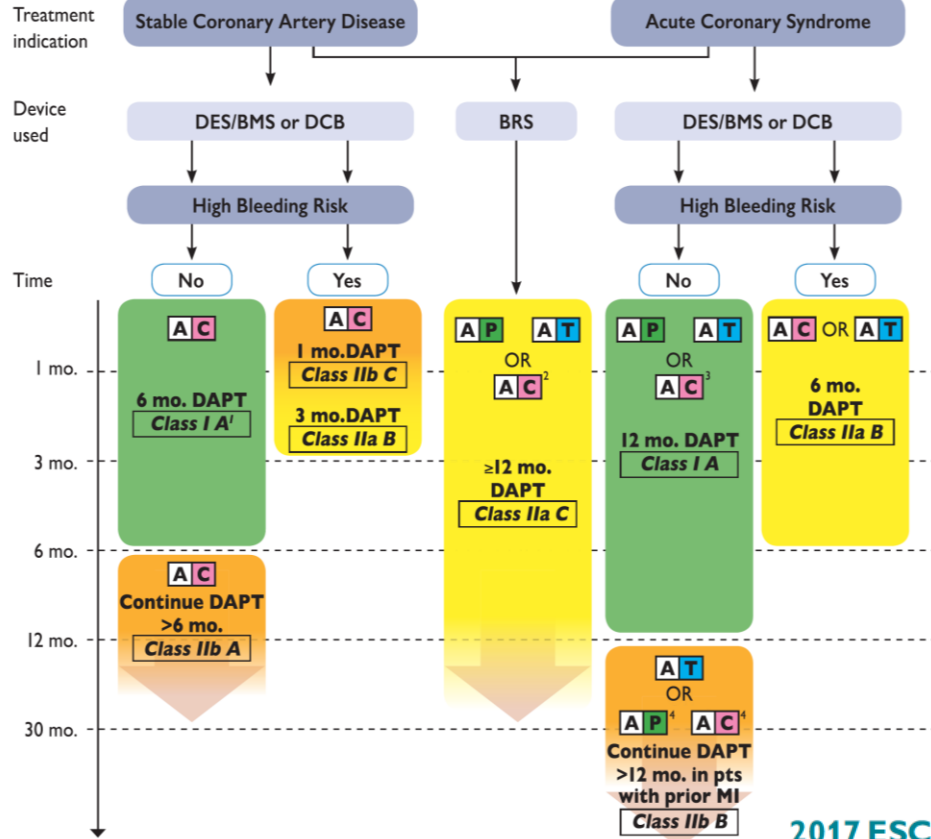 Treatment
indication
Stable Coronary Artery Disease
Acute Coronary Syndrome
Device
used
DES/BMS or DCB
BRS
DES/BMS or DCB
High Bleeding Risk
High Bleeding Risk
Time
No
Yes
No
Yes
1 mo.
3 mo.
6 mo.
12 mo.
30 mo.
A C
6 mo. DAPT
Class I A¹
A C
Continue DAPT
>6 mo.
Class IIb A
A C
1 mo.DAPT
Class IIb C
3 mo.DAPT
Class IIa B
A P A T
OR
A C²
≥12 mo.
DAPT
Class IIa C
A P A T
OR
A C³
12 mo. DAPT
Class I A
A T
OR
A P⁴ A C⁴
Continue DAPT
>12 mo. in pts
with prior MI
Class IIb B
A C OR A T
6 mo.
DAPT
Class IIa B
2017 ESC